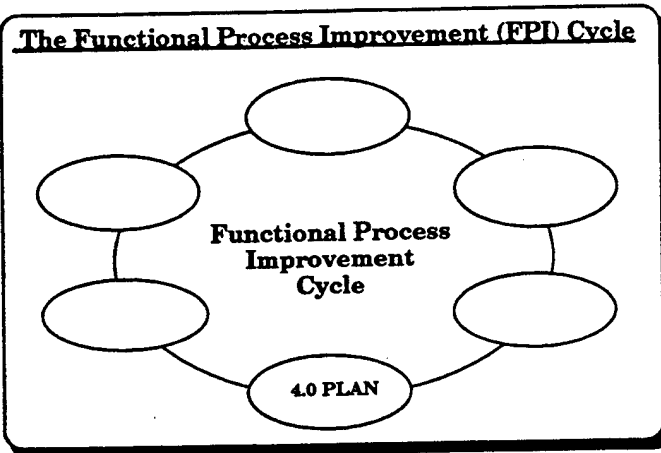 The Functional Process Improvement (FPI) Cycle
Functional Process
Improvement
Cycle
4.0 PLAN